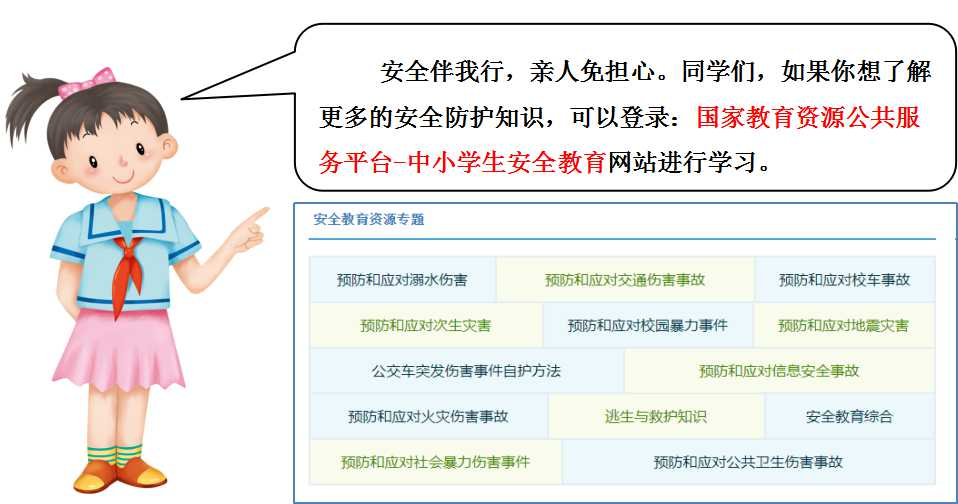 安全伴我行，亲人免担心。同学们，如果你想了解
更多的安全防护知识，可以登录：国家教育资源公共服
务平台-中小学生安全教育网站进行学习。
安全教育资源专题
预防和应对溺水伤害 预防和应对交通伤害事故 预防和应对校车事故
预防和应对次生灾害 预防和应对校园暴力事件 预防和应对地震灾害
公交车突发伤害事件自护方法 预防和应对信息安全事故
预防和应对火灾伤害事故 逃生与救护知识 安全教育综合
预防和应对社会暴力伤害事件 预防和应对公共卫生伤害事故